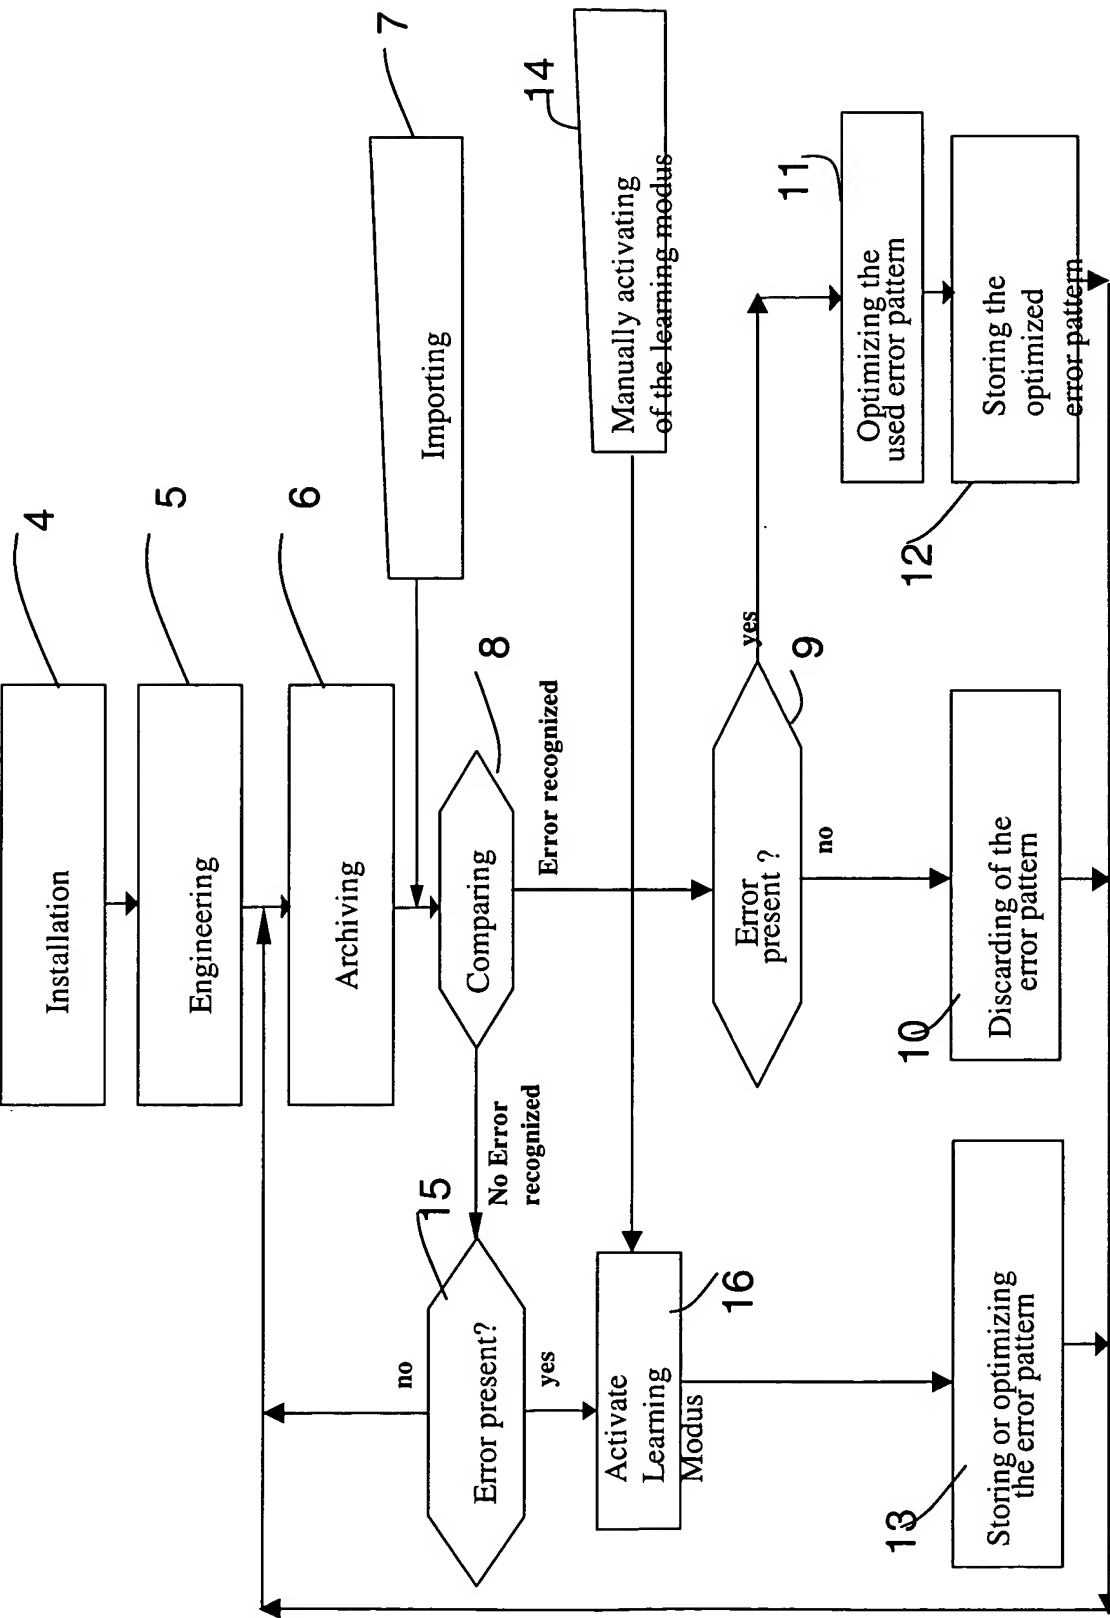 Installation
4
Engineering
5
Archiving
6
Importing
7
Comparing
8
No Error
recognized
Error recognized
Error present?
15
no
yes
Manually activating
of the learning modus
14
Activate
Learning
Modus
16
Error
present ?
9
yes
no
Optimizing the
used error pattern
11
Storing the
optimized
error pattern
12
Discarding of the
error pattern
10
Storing or optimizing
the error pattern
13